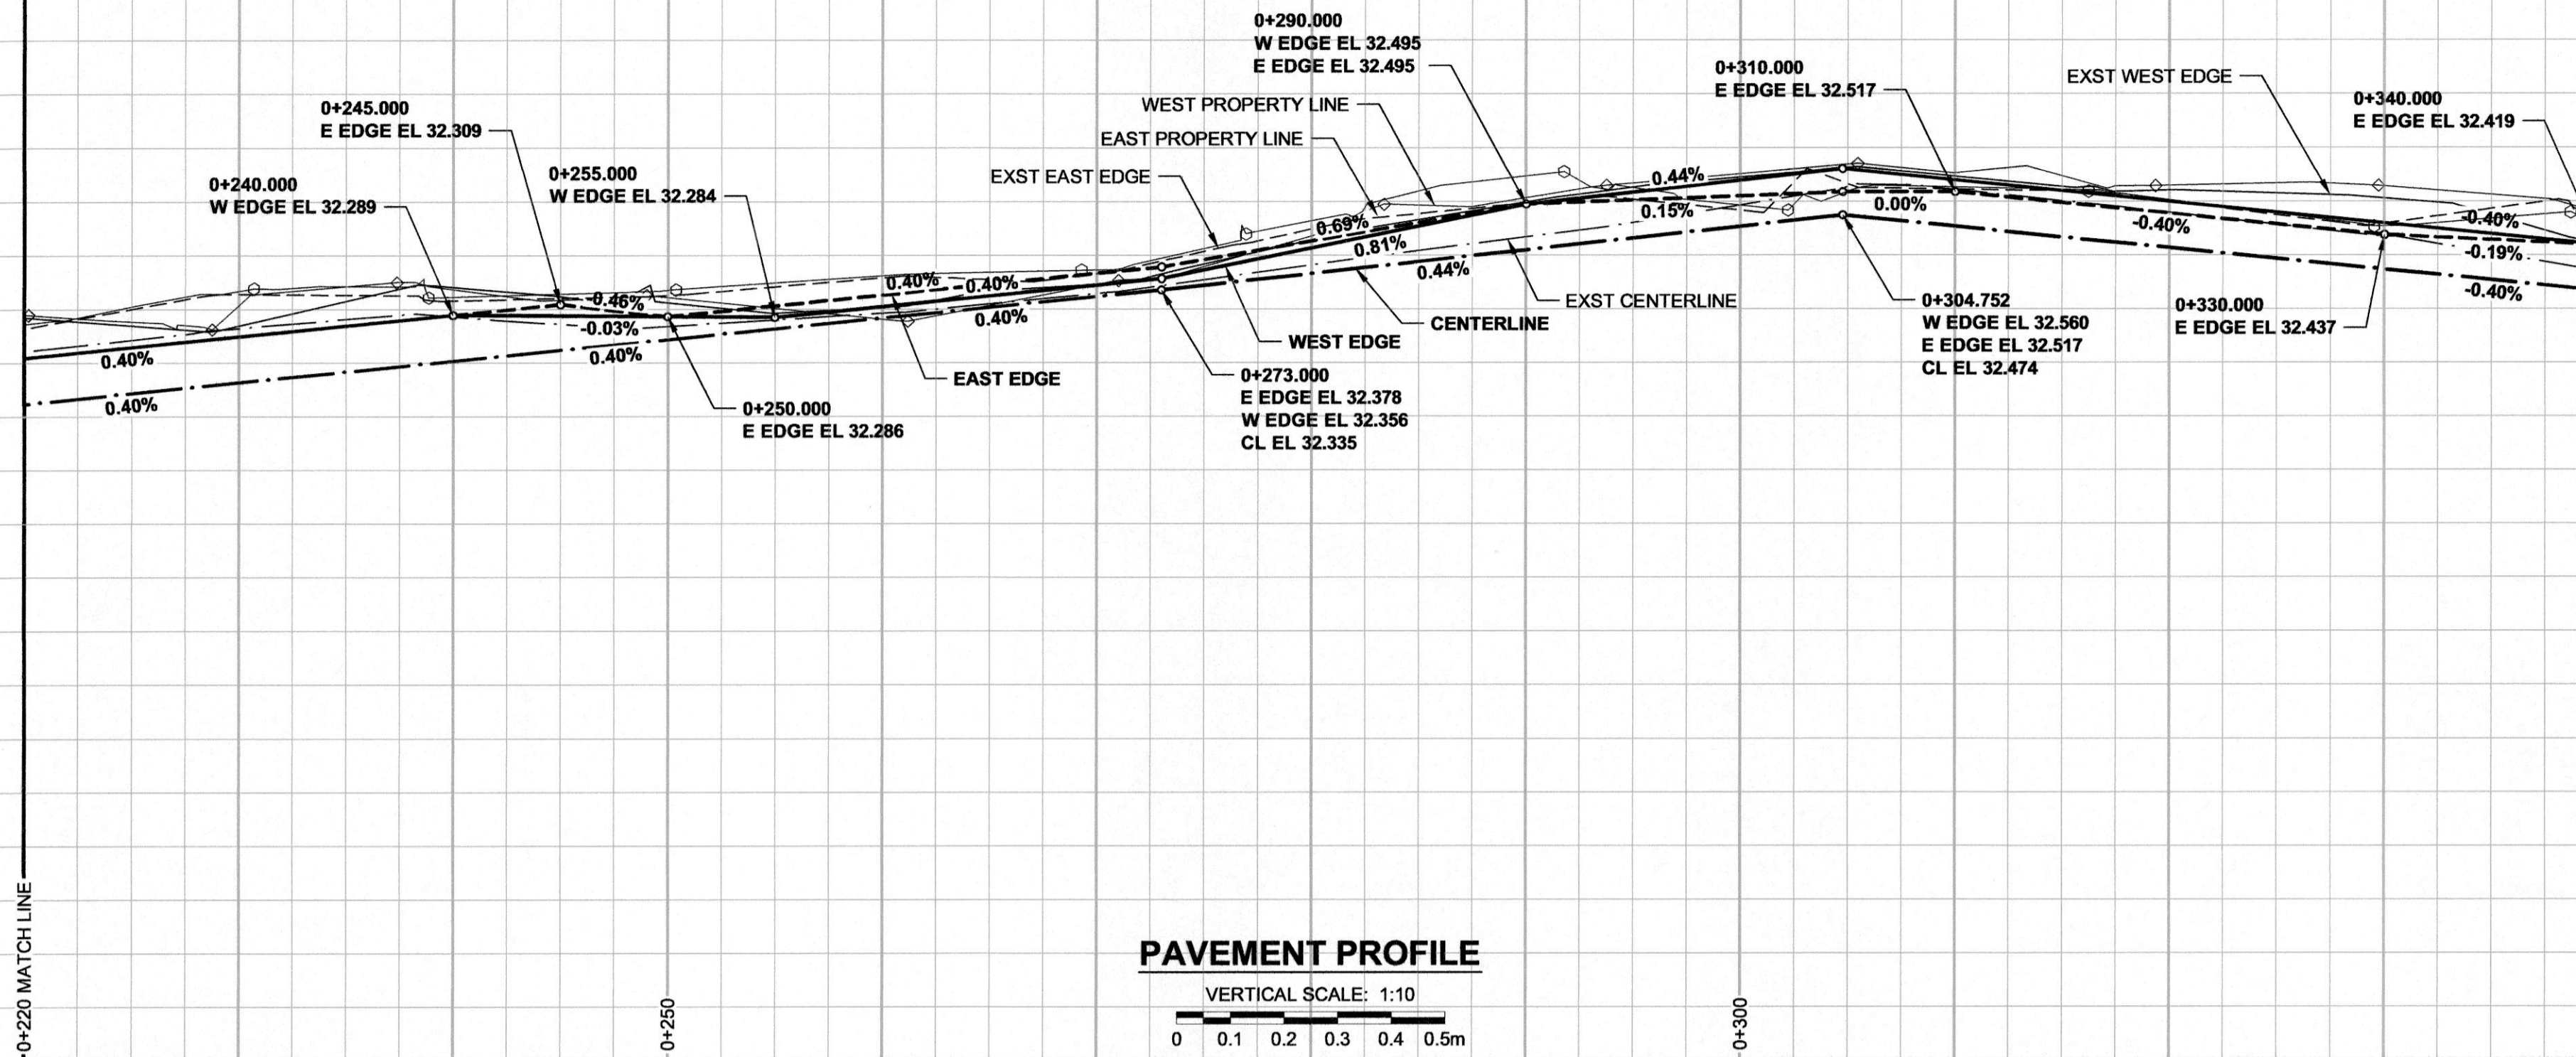 0+290.000
W EDGE EL 32.495
E EDGE EL 32.495
0+310.000
E EDGE EL 32.517
EXST WEST EDGE
0+340.000
E EDGE EL 32.419
0+245.000
E EDGE EL 32.309
WEST PROPERTY LINE
EAST PROPERTY LINE
0+240.000
W EDGE EL 32.289
0+255.000
W EDGE EL 32.284
EXST EAST EDGE
0.44%
0.15%
0.00%
-0.40%
-0.40%
-0.19%
-0.40%
0.69%
0.81%
0.44%
0.40%
0.40%
0.40%
-0.46%
-0.03%
0.40%
0.40%
0.40%
EXST CENTERLINE
CENTERLINE
WEST EDGE
EAST EDGE
0+304.752
W EDGE EL 32.560
E EDGE EL 32.517
CL EL 32.474
0+330.000
E EDGE EL 32.437
0+273.000
E EDGE EL 32.378
W EDGE EL 32.356
CL EL 32.335
0+250.000
E EDGE EL 32.286
0+220 MATCH LINE
0+250
0+300
PAVEMENT PROFILE
VERTICAL SCALE: 1:10
0 0.1 0.2 0.3 0.4 0.5m